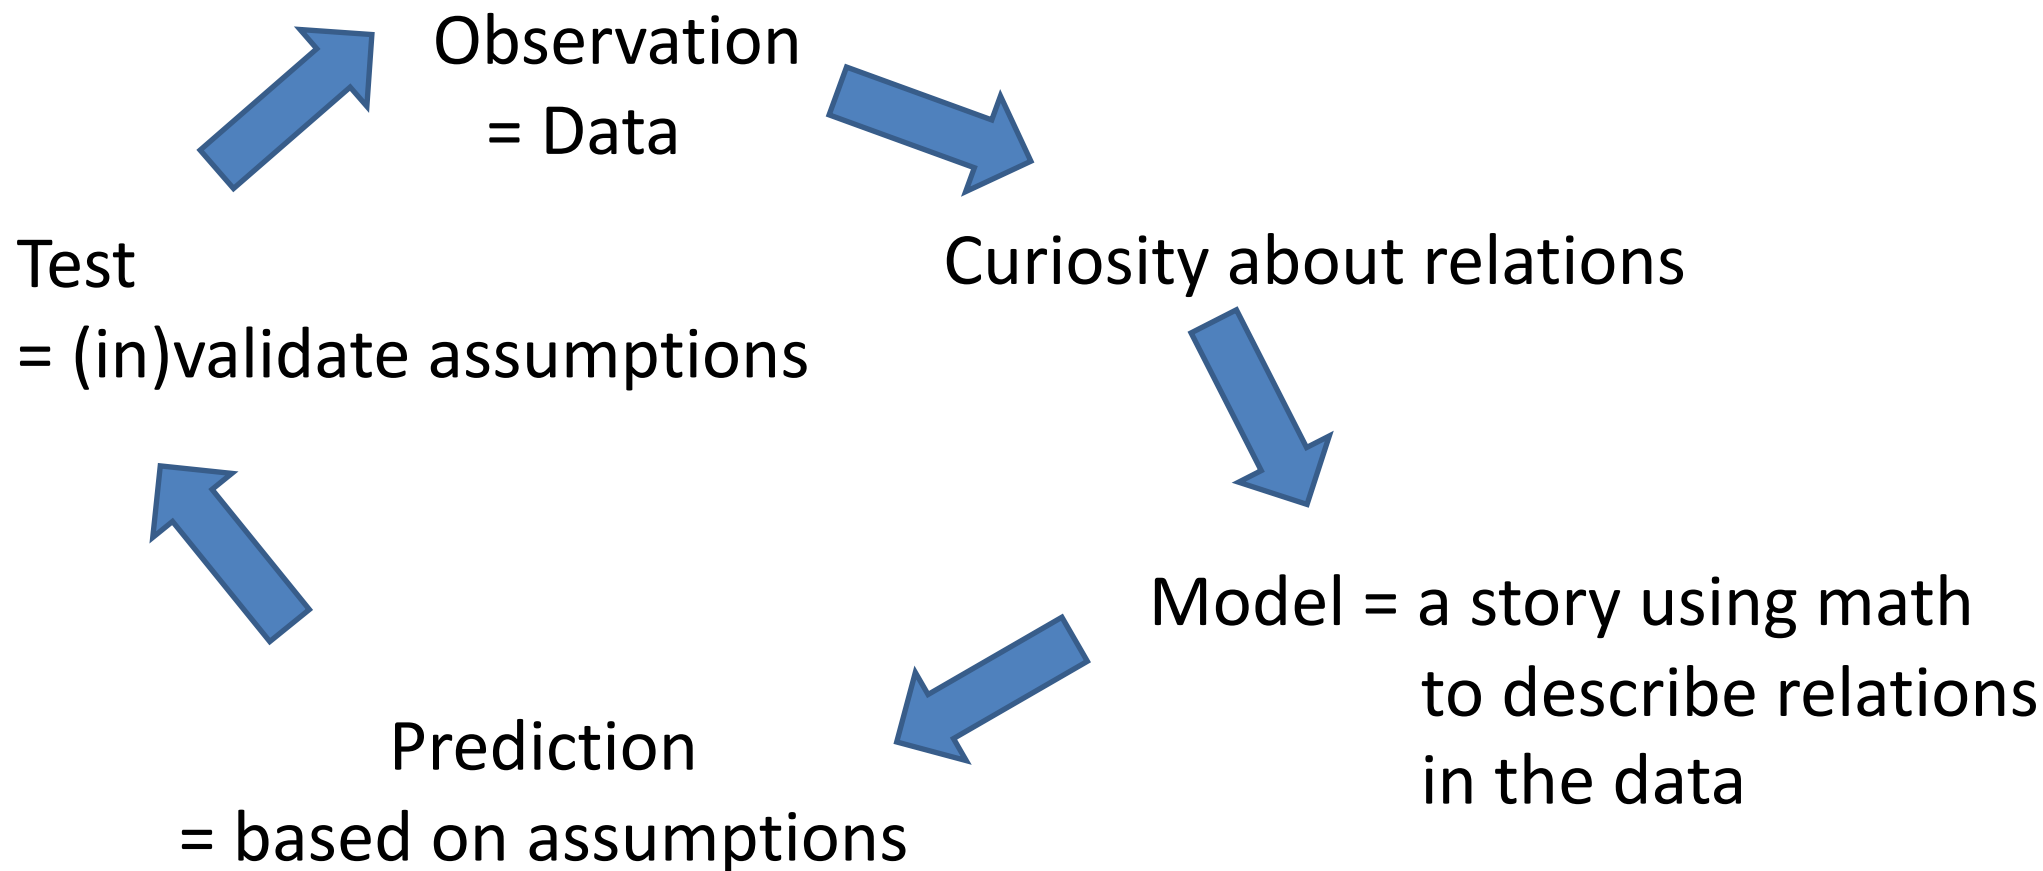 Observation
= Data
Curiosity about relations
Model = a story using math
to describe relations
in the data
Prediction
= based on assumptions
Test
= (in)validate assumptions